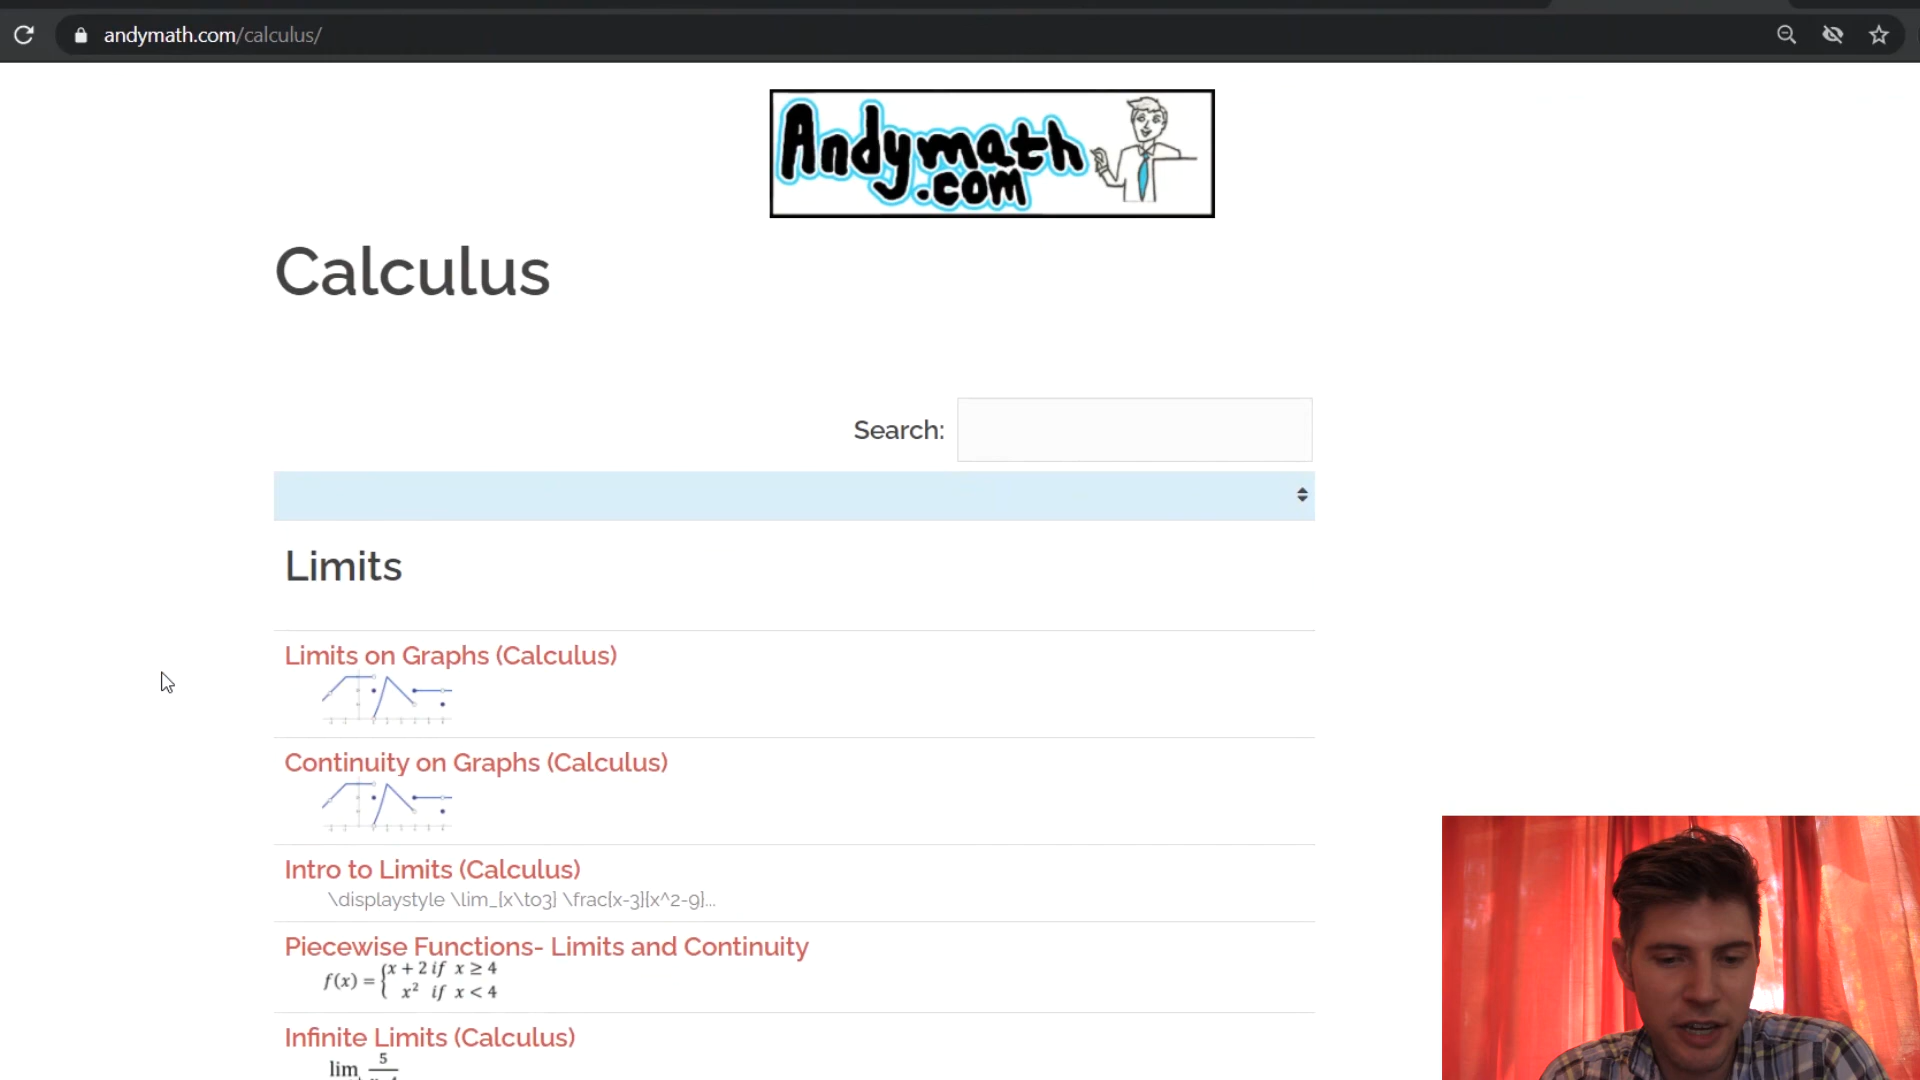 andymath.com/calculus/
Andymath
.com
Calculus
Search:
Limits
Limits on Graphs (Calculus)
Continuity on Graphs (Calculus)
Intro to Limits (Calculus)
\displaystyle \lim_{x\to3} \frac{x-3}{x^2-9}...
Piecewise Functions- Limits and Continuity
f(x) = { x + 2 if x ≥ 4
x² if x < 4
Infinite Limits (Calculus)
lim 5